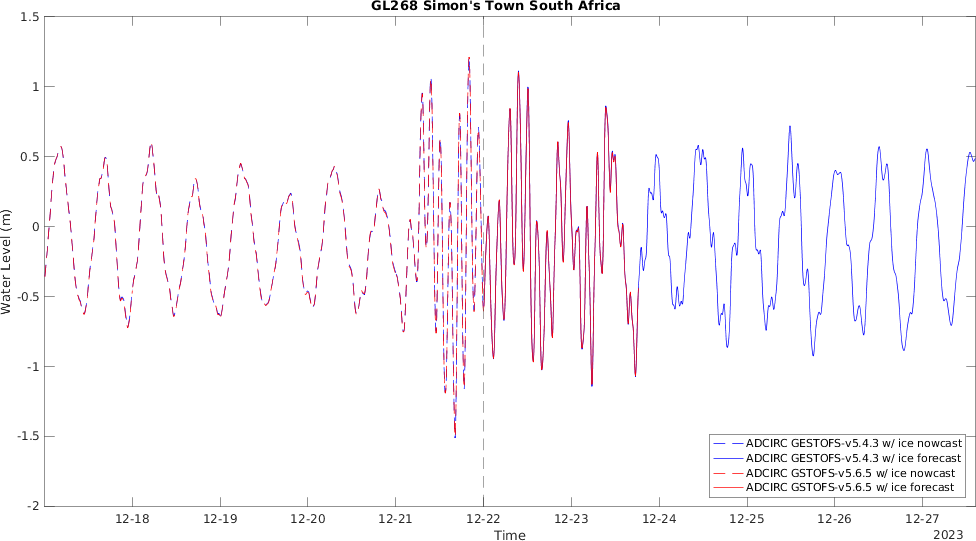 GL268 Simon's Town South Africa
1.5
1
0.5
0
-0.5
-1
-1.5
-2
Water Level (m)
ADCIRC GESTOFS-v5.4.3 w/ ice nowcast
ADCIRC GESTOFS-v5.4.3 w/ ice forecast
ADCIRC GSTOFS-v5.6.5 w/ ice nowcast
ADCIRC GSTOFS-v5.6.5 w/ ice forecast
12-18 12-19 12-20 12-21 12-22 12-23 12-24 12-25 12-26 12-27
Time
2023